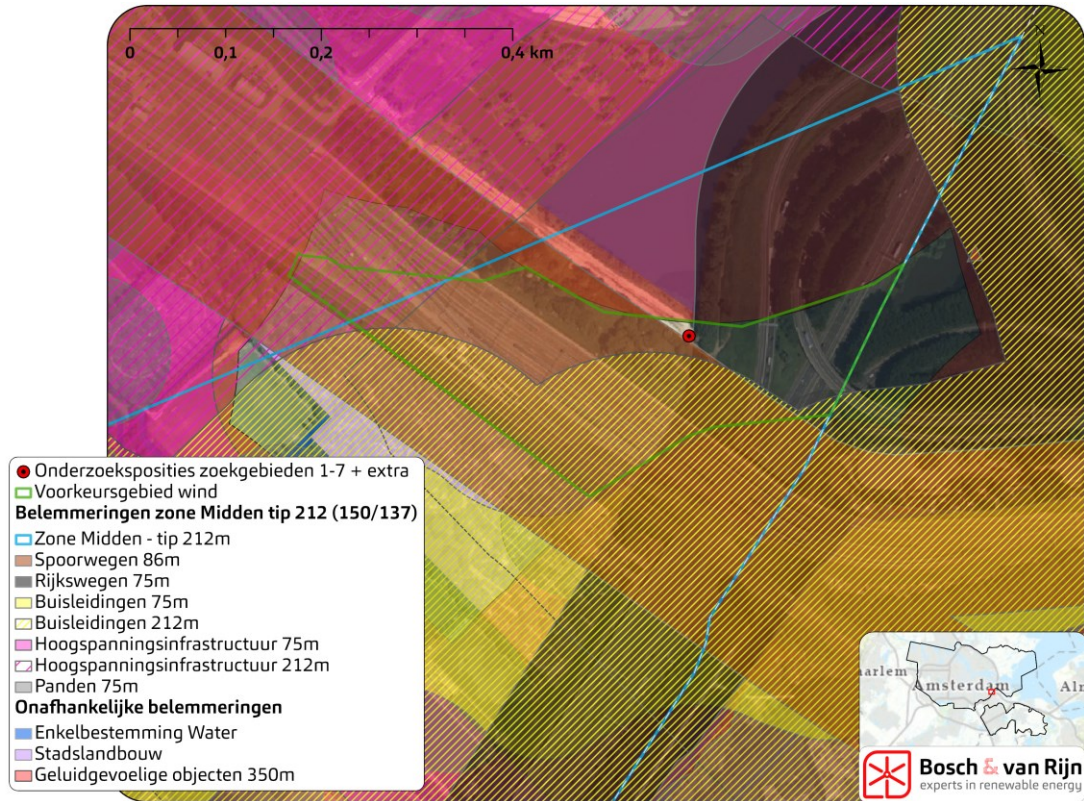 0 0,1 0,2 0,4 km
N
Onderzoeksposities zoekgebieden 1-7 + extra
Voorkeursgebied wind
Belemmeringen zone Midden tip 212 (150/137)
Zone Midden - tip 212m
Spoorwegen 86m
Rijkswegen 75m
Buisleidingen 75m
Buisleidingen 212m
Hoogspanningsinfrastructuur 75m
Hoogspanningsinfrastructuur 212m
Panden 75m
Onafhankelijke belemmeringen
Enkelbestemming Water
Stadslandbouw
Geluidgevoelige objecten 350m
aarlem
Amsterdam
Alm
Bosch & van Rijn
experts in renewable energy